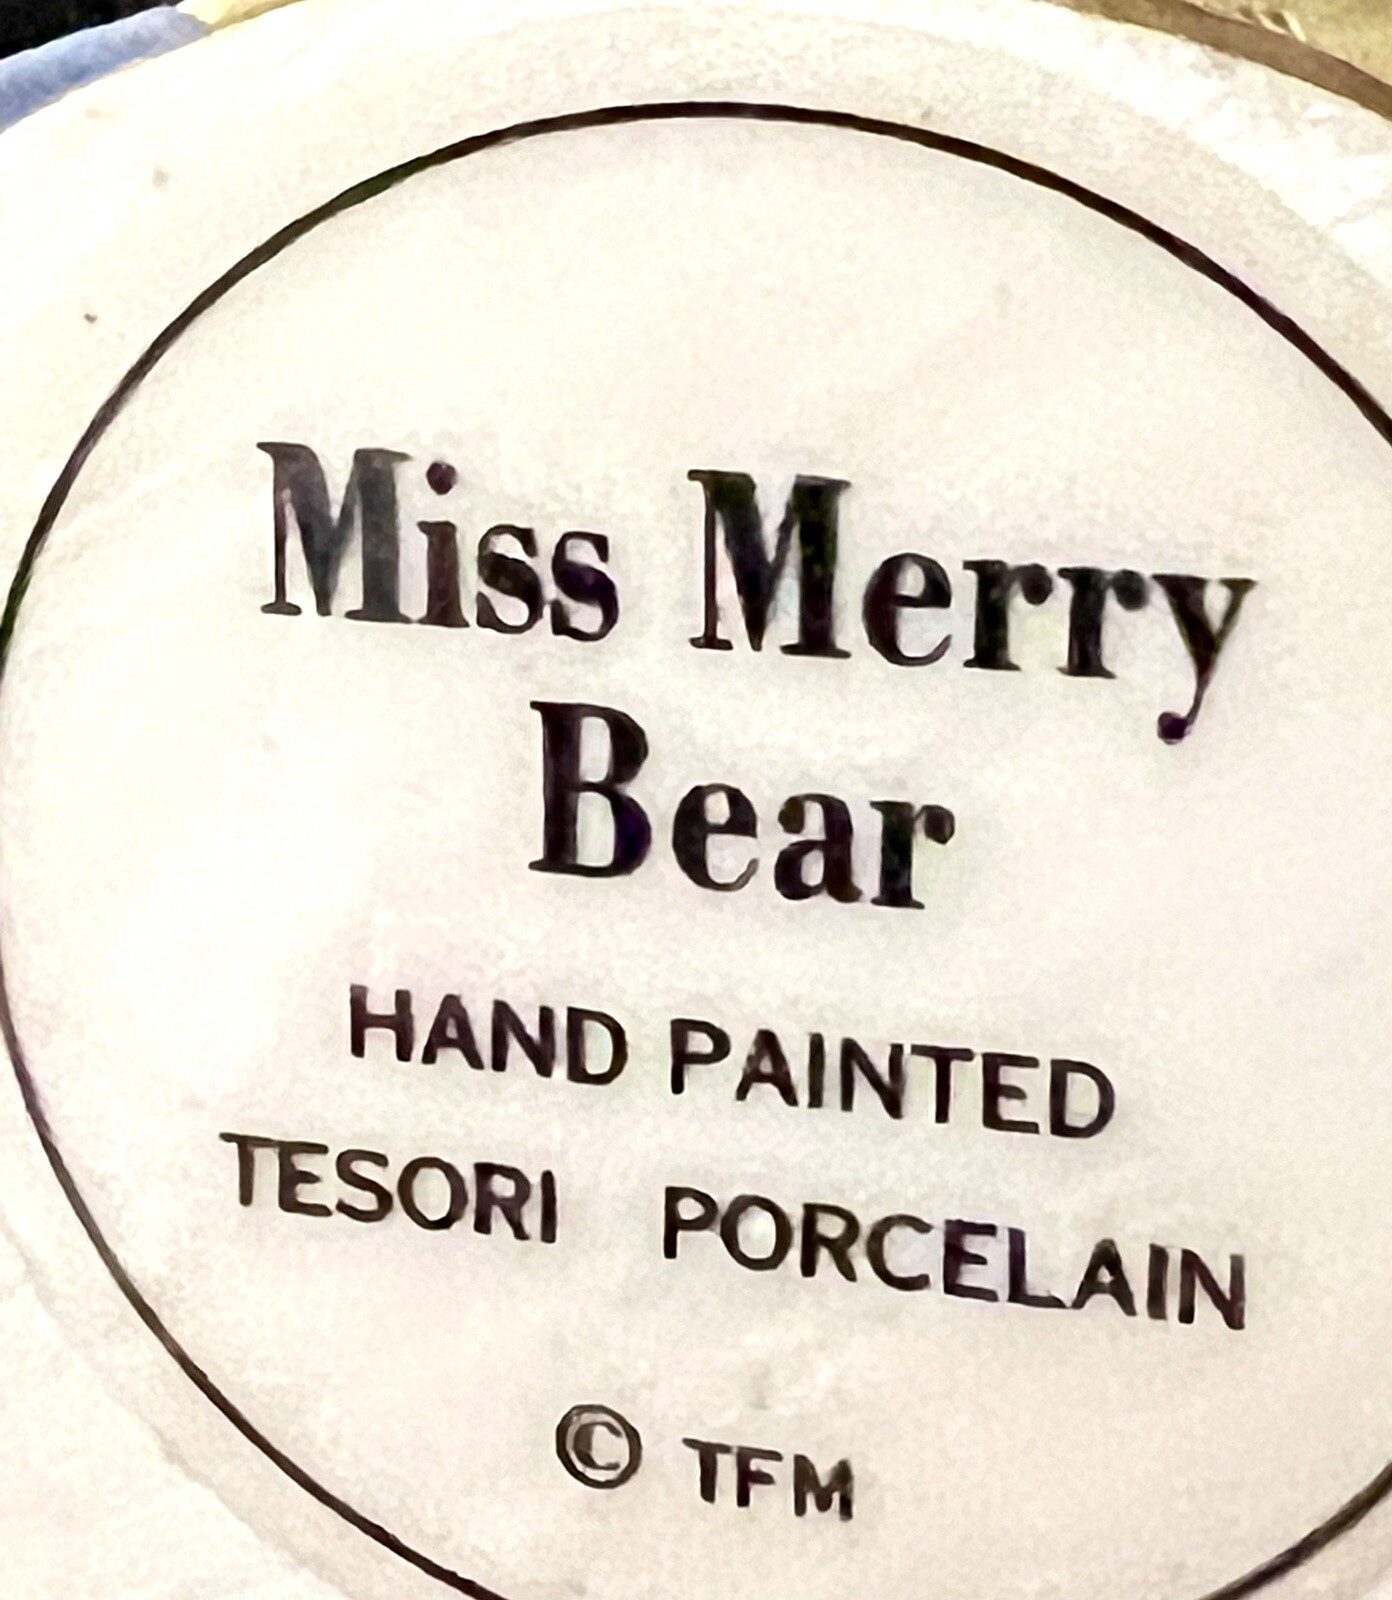 Miss Merry
Bear
HAND PAINTED
TESORI PORCELAIN
© TFM